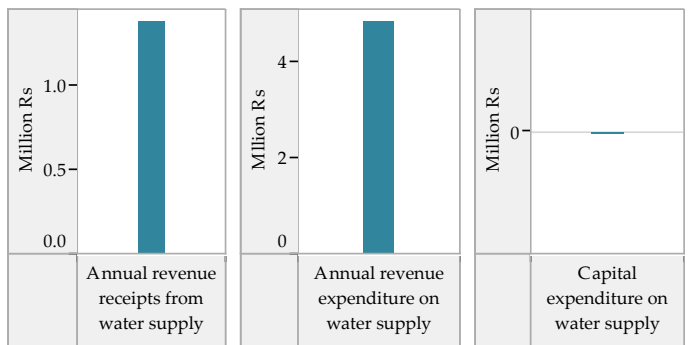 Million Rs
1.0
0.5
0.0
Annual revenue
receipts from
water supply
Mllion Rs
4
2
0
Annual revenue
expenditure on
water supply
Million Rs
0
Capital
expenditure on
water supply